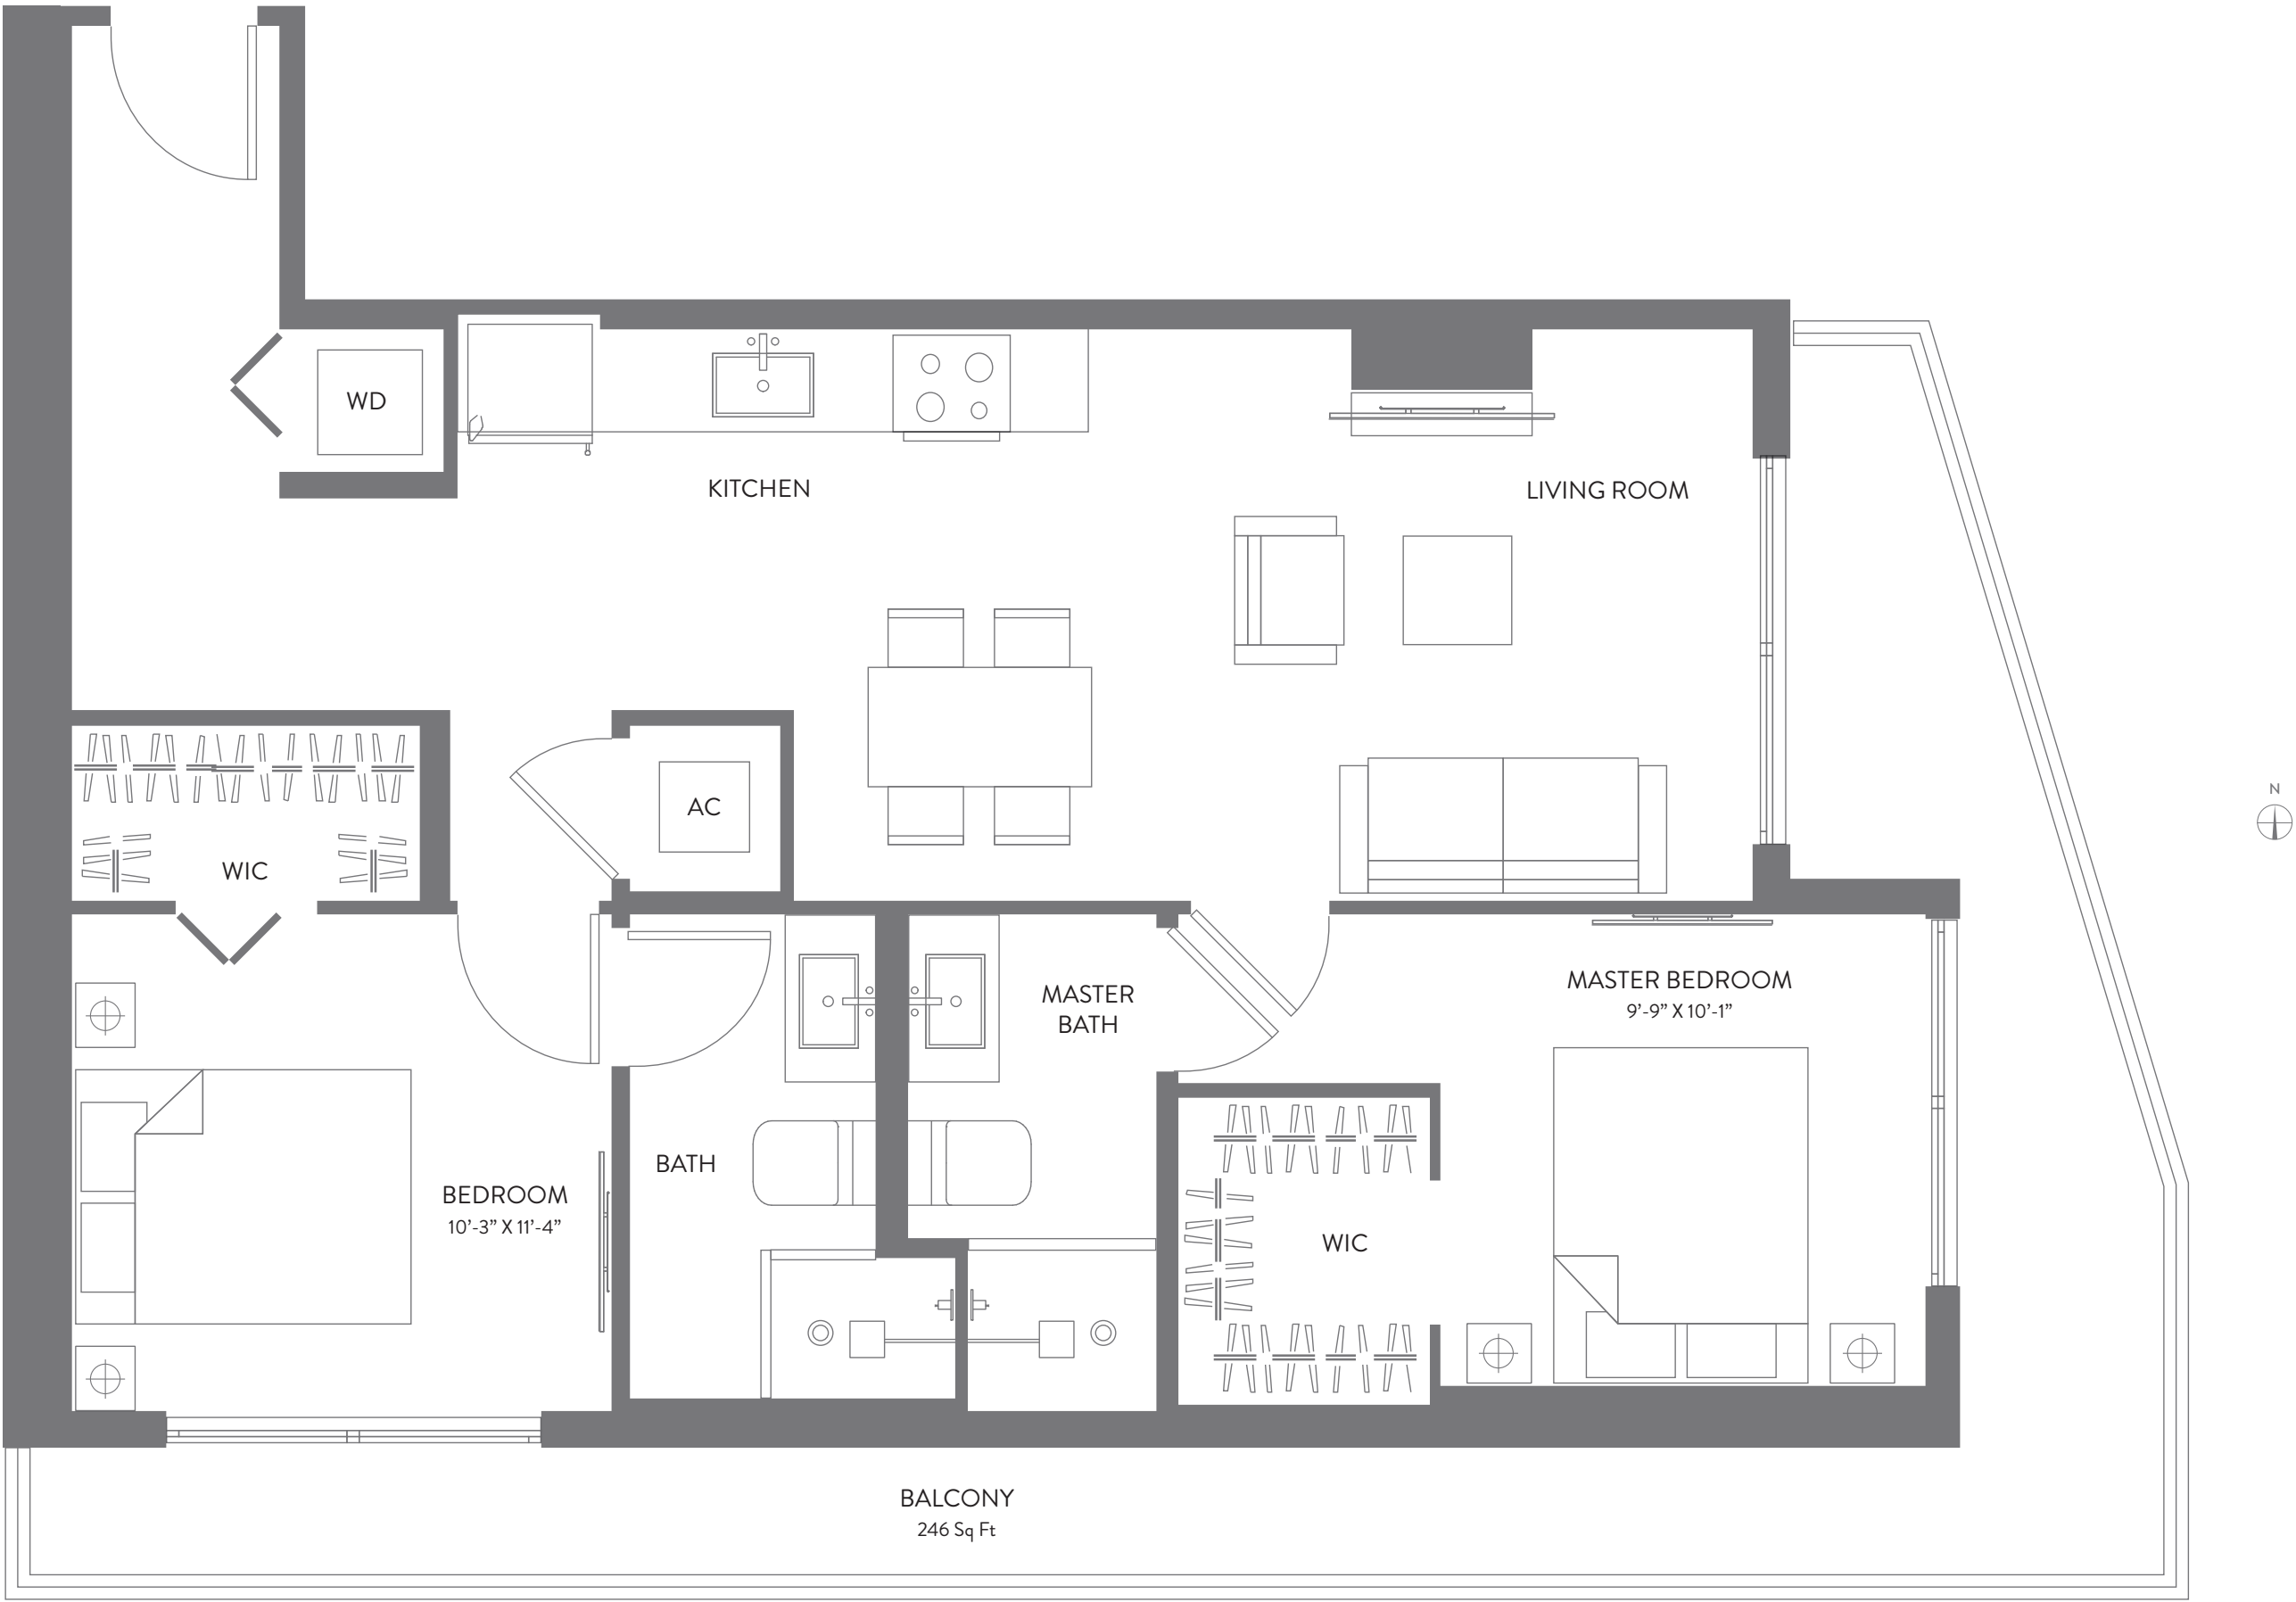 WD
KITCHEN
LIVING ROOM
N
AC
WIC
MASTER
BATH
MASTER BEDROOM
9’-9” X 10’-1”
BATH
BEDROOM
10’-3” X 11’-4”
WIC
BALCONY
246 Sq Ft